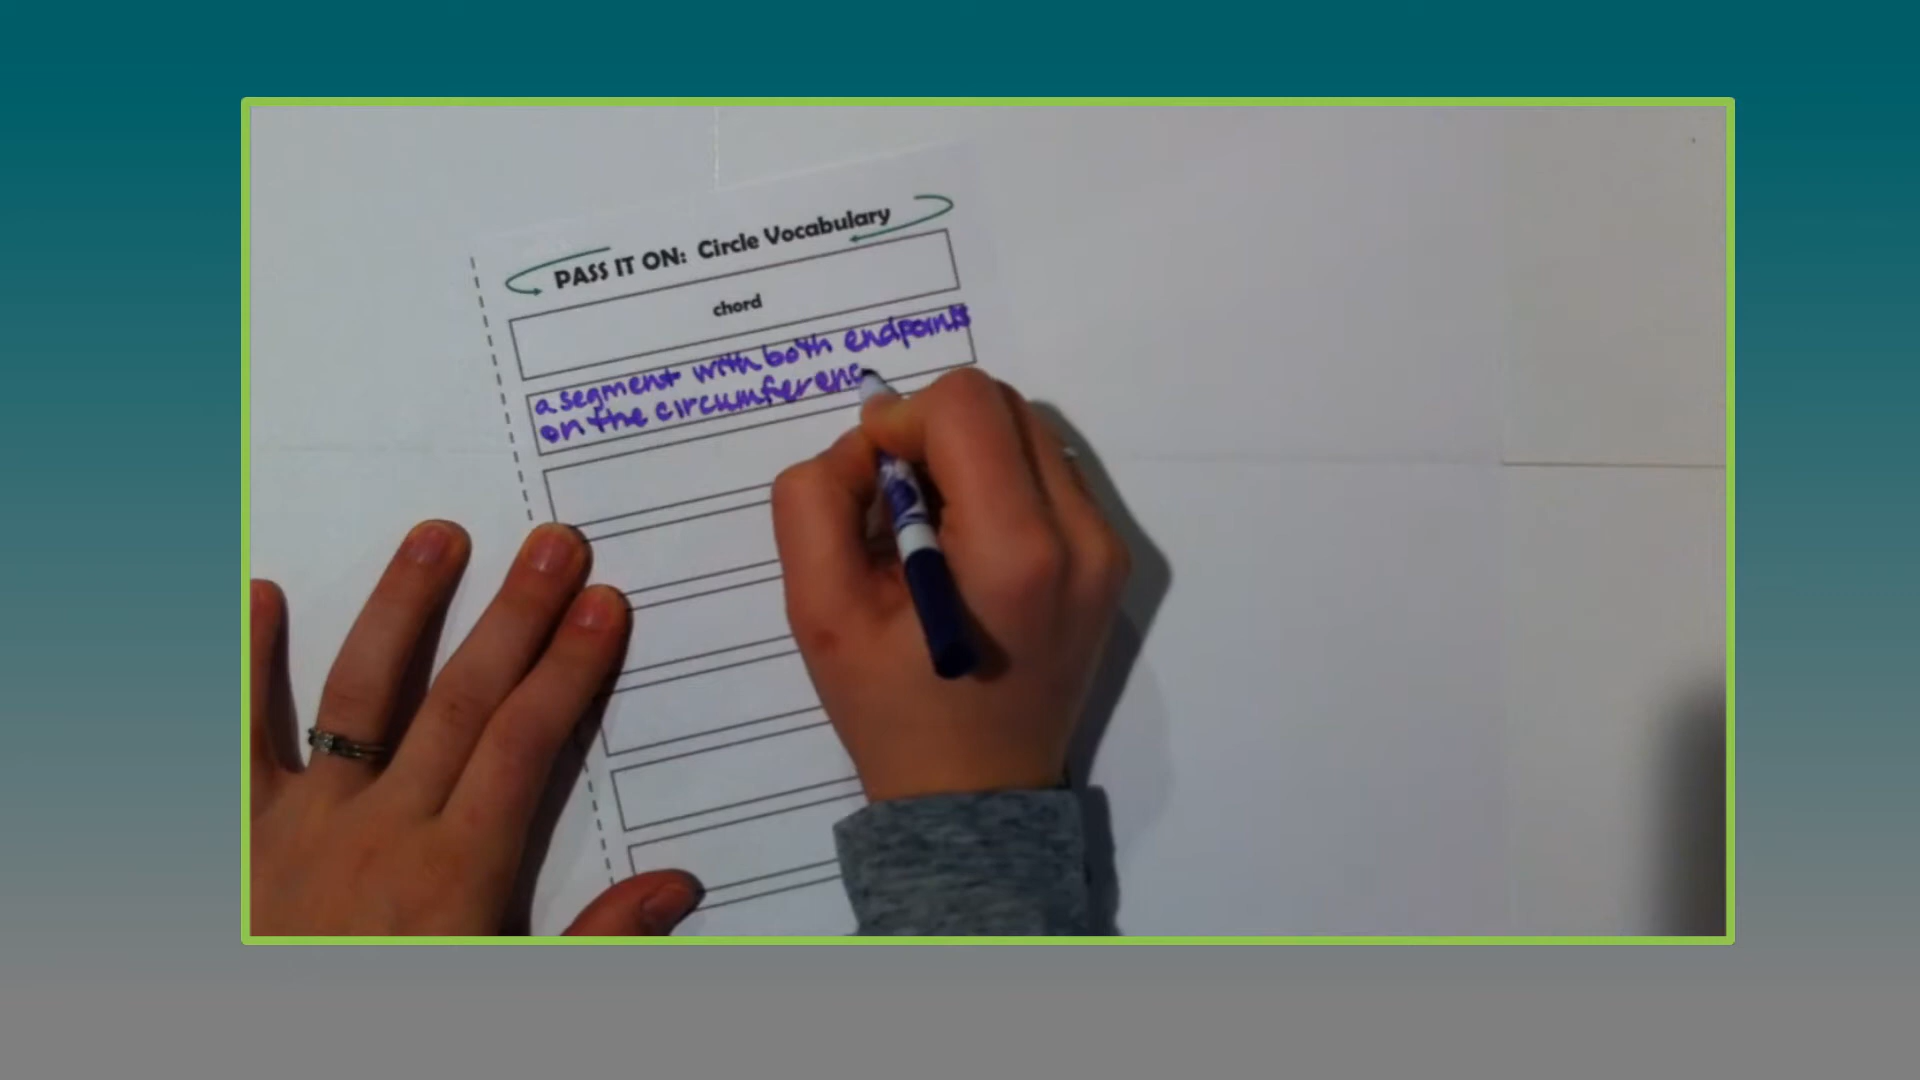 PASS IT ON: Circle Vocabulary
chord
a segment with both endpoints
on the circumferenc